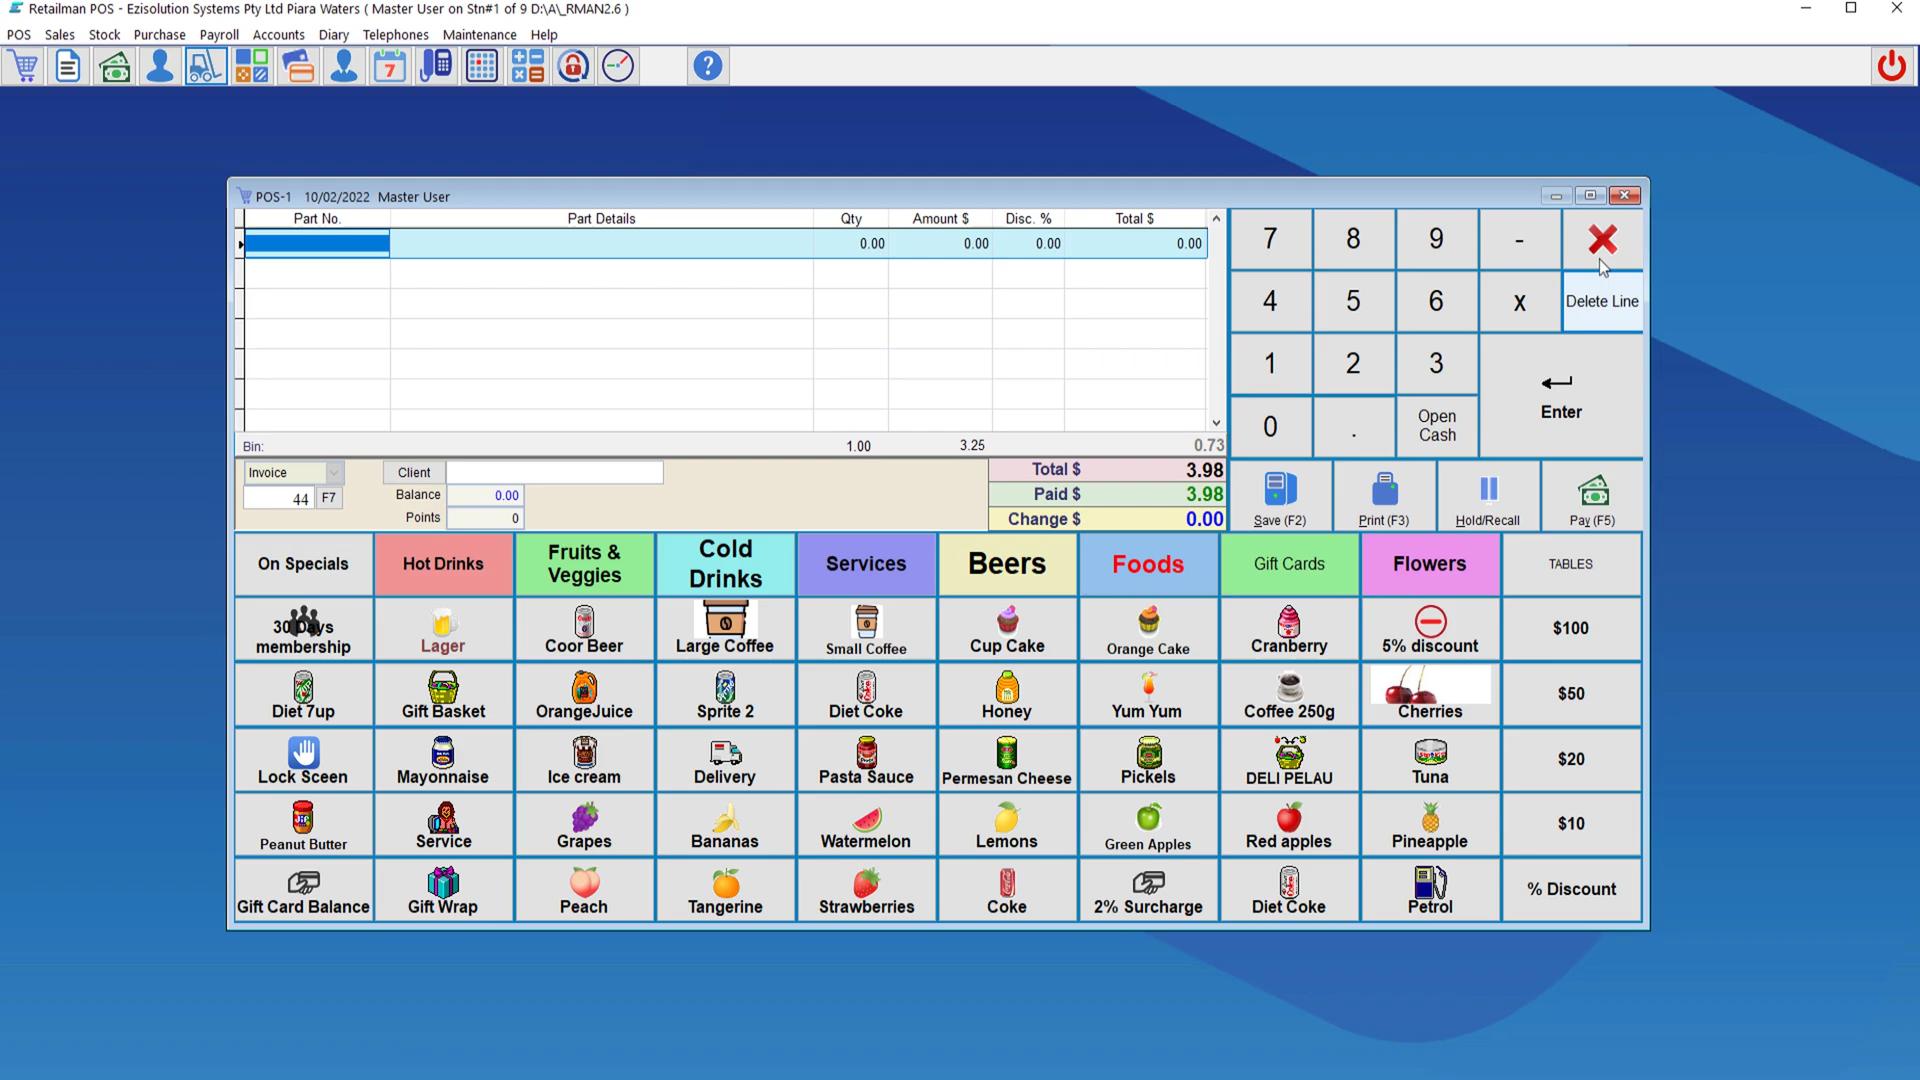 Retailman POS - Ezisolution Systems Pty Ltd Piara Waters ( Master User on Stn#1 of 9 D:\A\_RMAN2.6 )
POS Sales Stock Purchase Payroll Accounts Diary Telephones Maintenance Help
7 ?
POS-1 10/02/2022 Master User
Part No. Part Details Qty Amount $ Disc. % Total $
0.00 0.00 0.00 0.00
7 8 9 -
4 5 6 x Delete Line
1 2 3
Enter
0 . Open Cash
Bin: 1.00 3.25 0.73
Invoice Client Total $ 3.98
44 F7 Balance 0.00 Paid $ 3.98
Points 0 Change $ 0.00
Save (F2) Print (F3) Hold/Recall Pay (F5)
On Specials Hot Drinks Fruits & Veggies Cold Drinks Services Beers Foods Gift Cards Flowers TABLES
30 Days membership Lager Coor Beer Large Coffee Small Coffee Cup Cake Orange Cake Cranberry 5% discount $100
Diet 7up Gift Basket OrangeJuice Sprite 2 Diet Coke Honey Yum Yum Coffee 250g Cherries $50
Lock Sceen Mayonnaise Ice cream Delivery Pasta Sauce Permesan Cheese Pickels DELI PELAU Tuna $20
Peanut Butter Service Grapes Bananas Watermelon Lemons Green Apples Red apples Pineapple $10
Gift Card Balance Gift Wrap Peach Tangerine Strawberries Coke 2% Surcharge Diet Coke Petrol % Discount